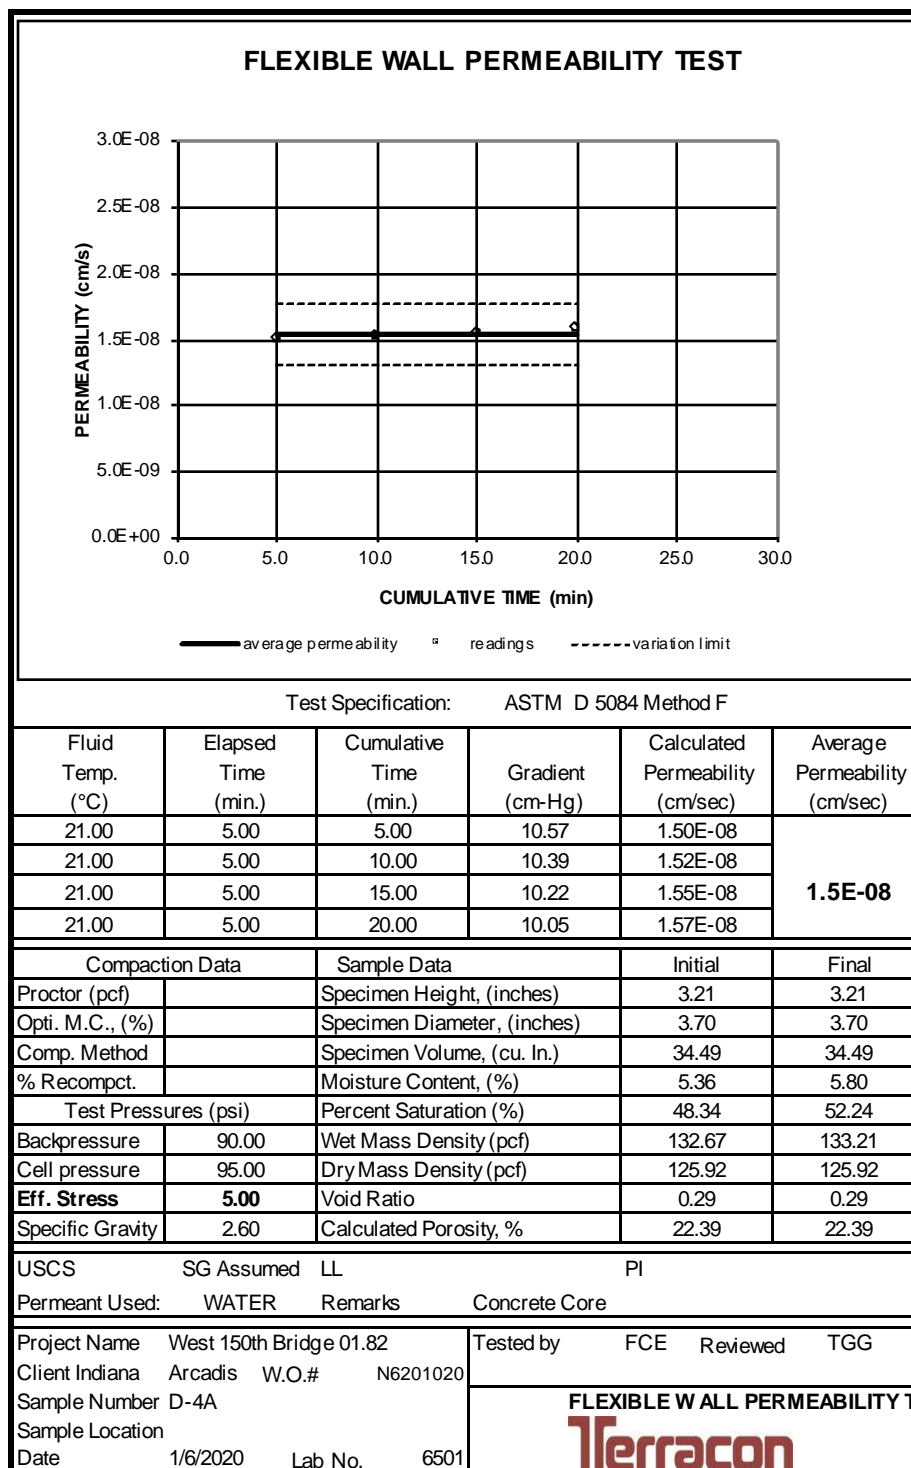 FLEXIBLE WALL PERMEABILITY TEST
3.0E-08
2.5E-08
2.0E-08
1.5E-08
1.0E-08
5.0E-09
0.0E+00
PERMEABILITY (cm/s)
0.0 5.0 10.0 15.0 20.0 25.0 30.0
CUMULATIVE TIME (min)
average permeability readings variation limit
Test Specification: ASTM D 5084 Method F
Fluid Elapsed Cumulative Calculated Average
Temp. Time Time Gradient Permeability Permeability
(°C) (min.) (min.) (cm-Hg) (cm/sec) (cm/sec)
21.00 5.00 5.00 10.57 1.50E-08
21.00 5.00 10.00 10.39 1.52E-08
21.00 5.00 15.00 10.22 1.55E-08 1.5E-08
21.00 5.00 20.00 10.05 1.57E-08
Compaction Data Sample Data Initial Final
Proctor (pcf) Specimen Height, (inches) 3.21 3.21
Opti. M.C., (%) Specimen Diameter, (inches) 3.70 3.70
Comp. Method Specimen Volume, (cu. In.) 34.49 34.49
% Recompct. Moisture Content, (%) 5.36 5.80
Test Pressures (psi) Percent Saturation (%) 48.34 52.24
Backpressure 90.00 Wet Mass Density (pcf) 132.67 133.21
Cell pressure 95.00 Dry Mass Density (pcf) 125.92 125.92
Eff. Stress 5.00 Void Ratio 0.29 0.29
Specific Gravity 2.60 Calculated Porosity, % 22.39 22.39
USCS SG Assumed LL PI
Permeant Used: WATER Remarks Concrete Core
Project Name West 150th Bridge 01.82 Tested by FCE Reviewed TGG
Client Indiana Arcadis W.O.# N6201020
Sample Number D-4A FLEXIBLE WALL PERMEABILITY T
Sample Location
Date 1/6/2020 Lab No. 6501 Terracon